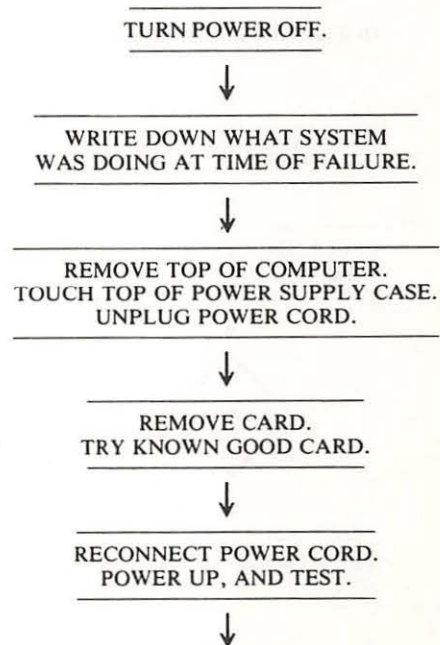 TURN POWER OFF.
WRITE DOWN WHAT SYSTEM
WAS DOING AT TIME OF FAILURE.
REMOVE TOP OF COMPUTER.
TOUCH TOP OF POWER SUPPLY CASE.
UNPLUG POWER CORD.
REMOVE CARD.
TRY KNOWN GOOD CARD.
RECONNECT POWER CORD.
POWER UP, AND TEST.